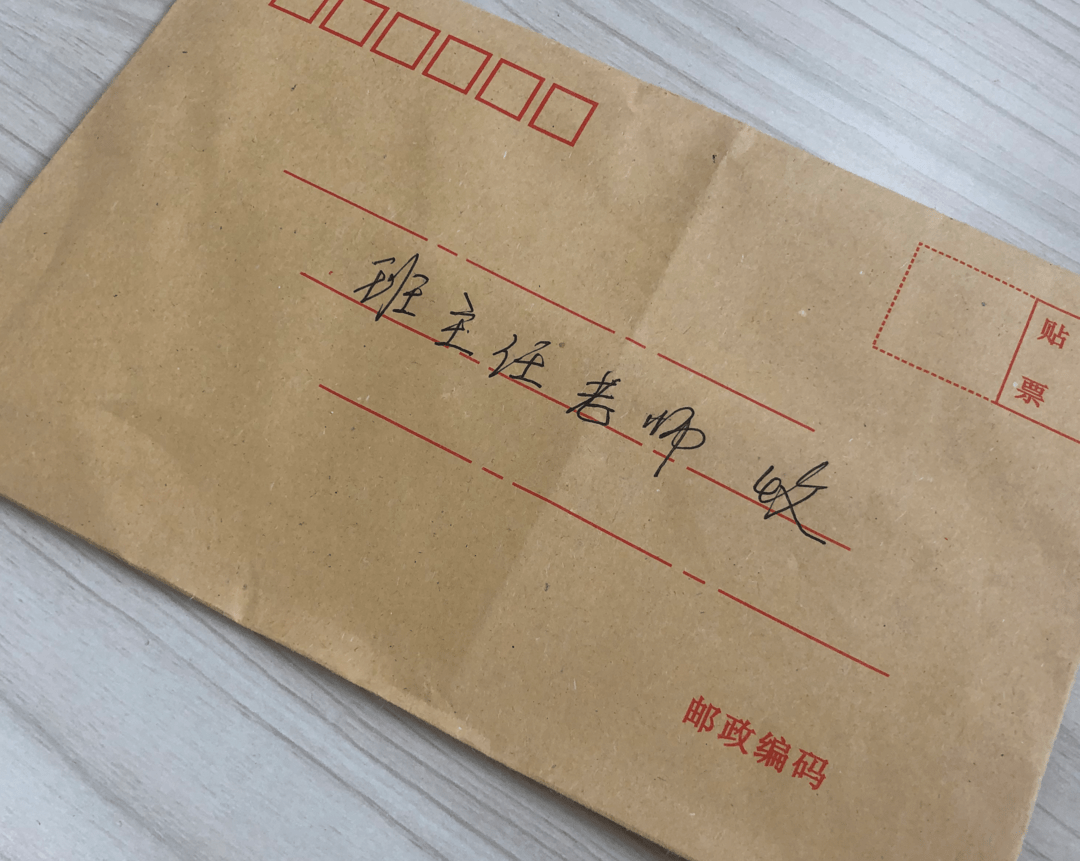 班主任老师 收
贴
票
邮政编码